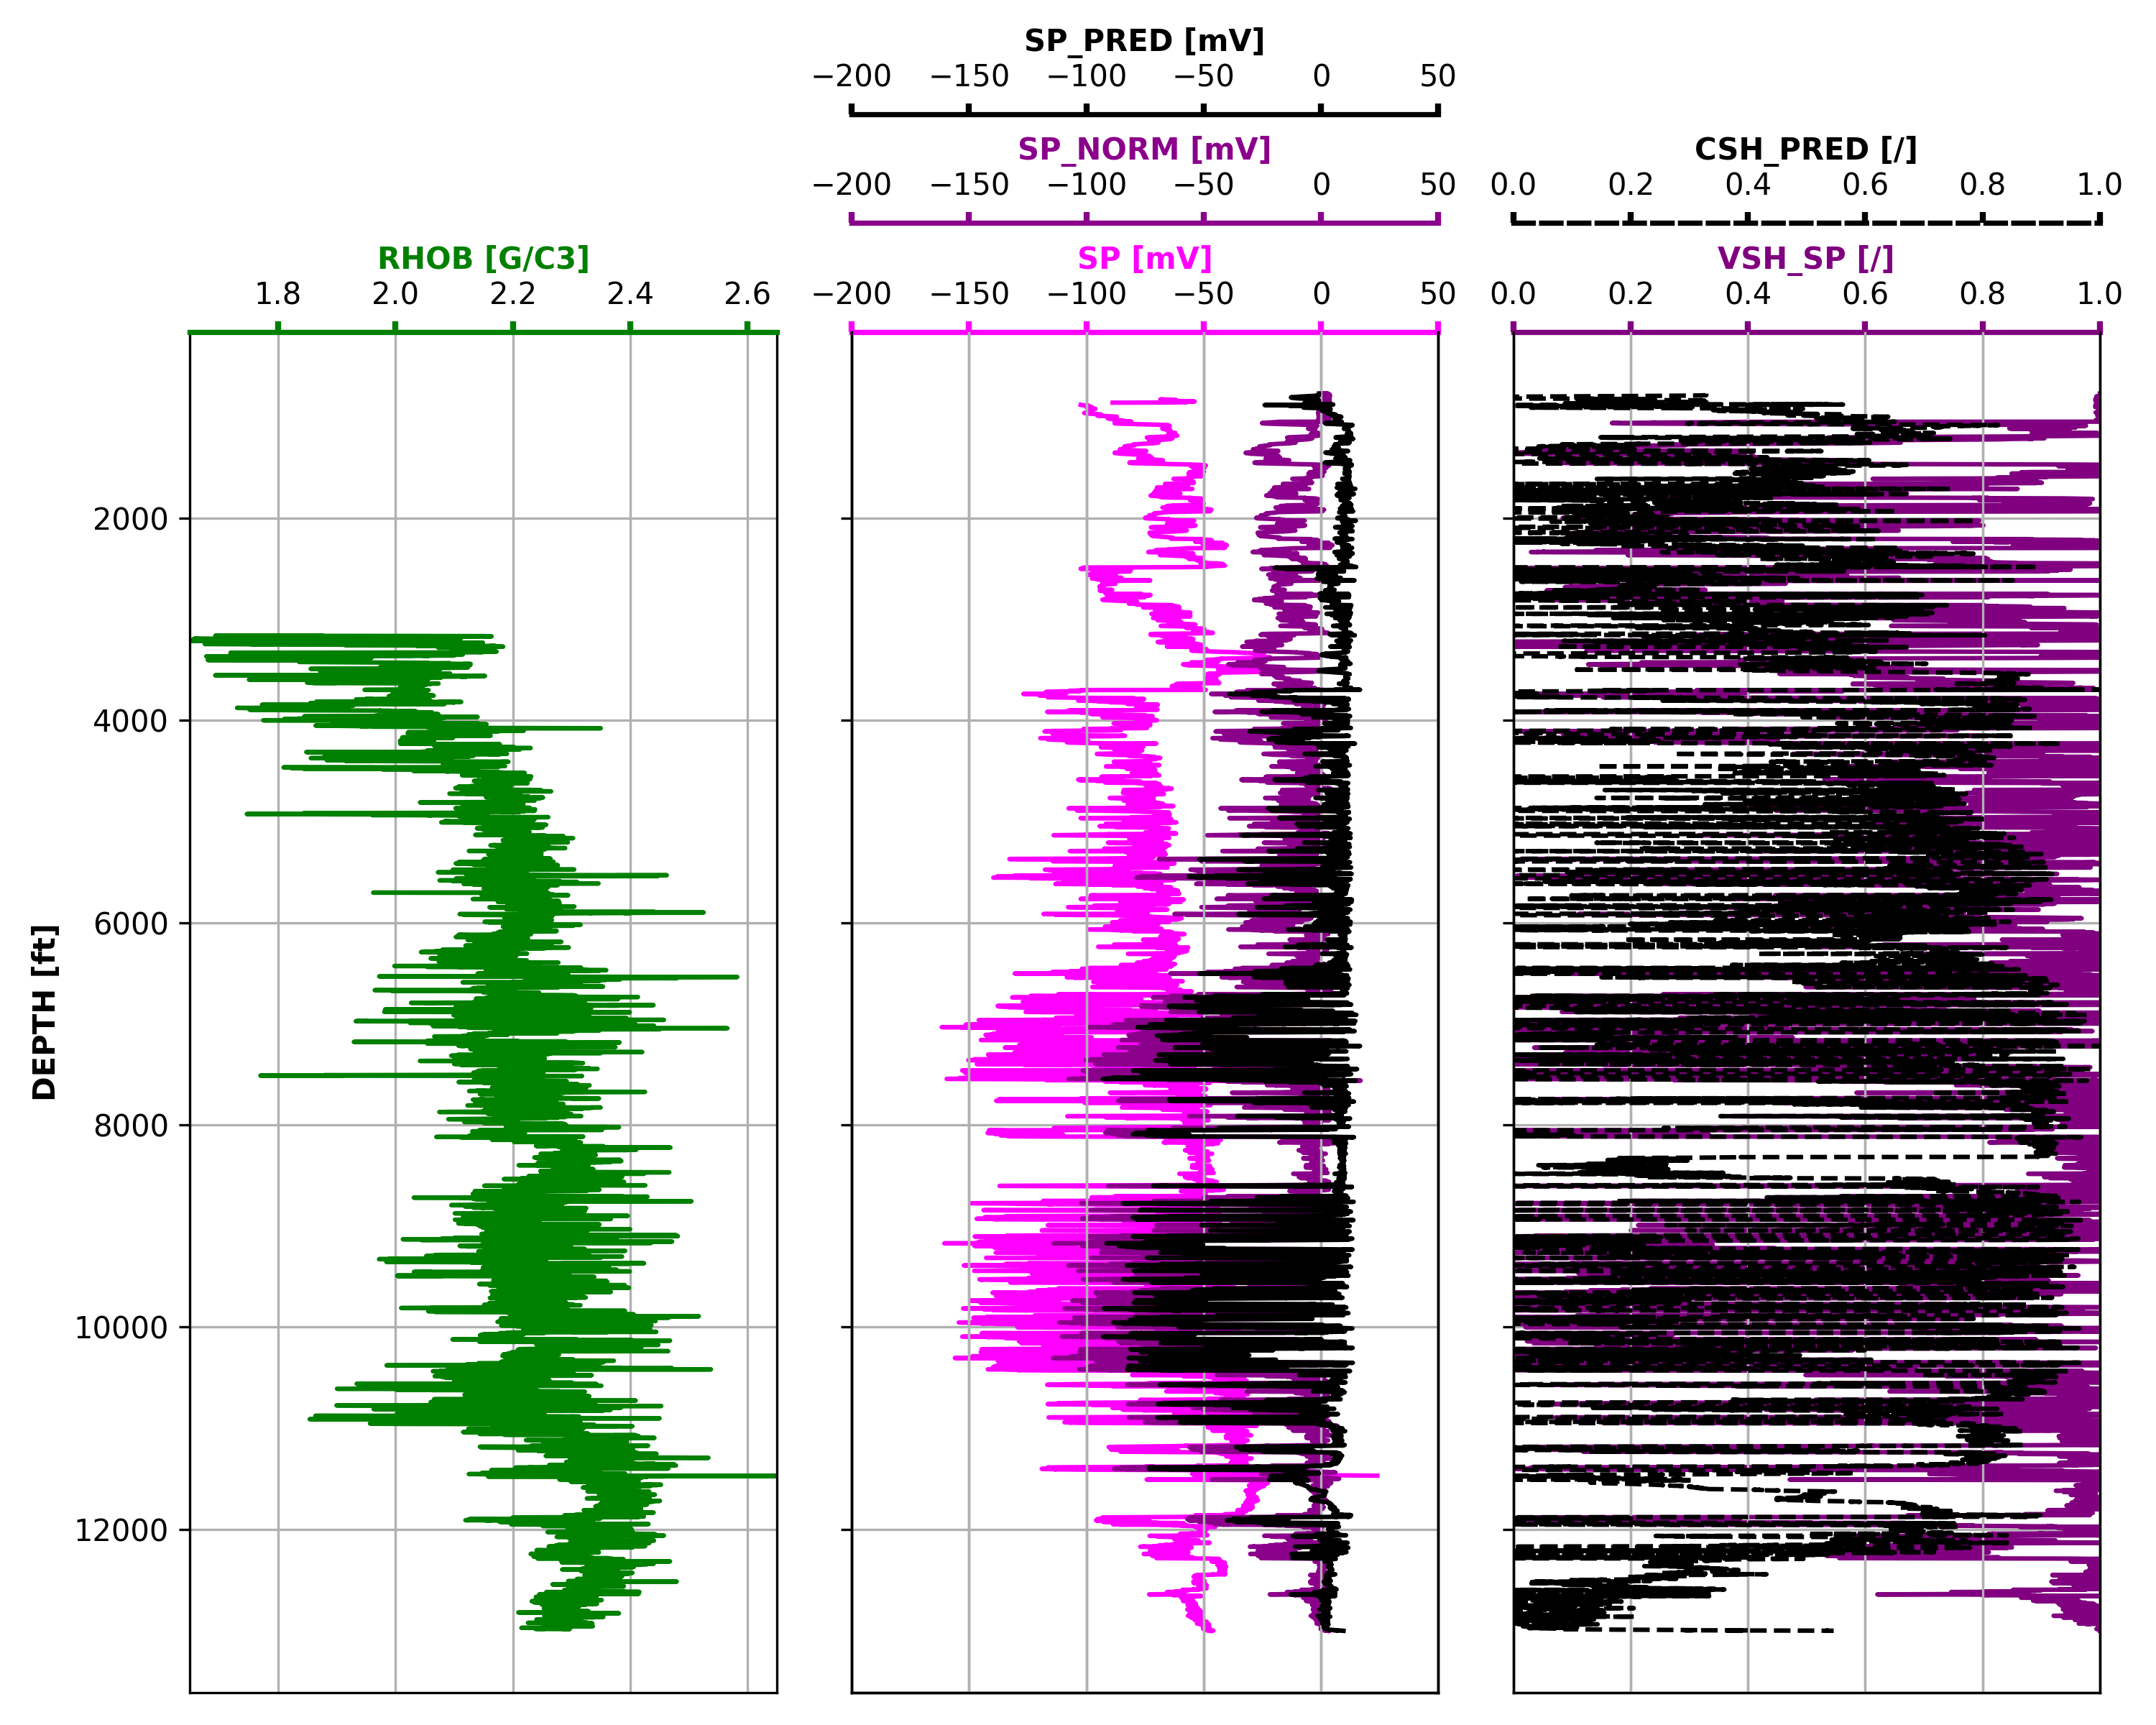 SP_PRED [mV]
−200 −150 −100 −50 0 50
SP_NORM [mV] CSH_PRED [/]
−200 −150 −100 −50 0 50 0.0 0.2 0.4 0.6 0.8 1.0
RHOB [G/C3] SP [mV] VSH_SP [/]
1.8 2.0 2.2 2.4 2.6 −200 −150 −100 −50 0 50 0.0 0.2 0.4 0.6 0.8 1.0
2000
4000
6000
DEPTH [ft]
8000
10000
12000